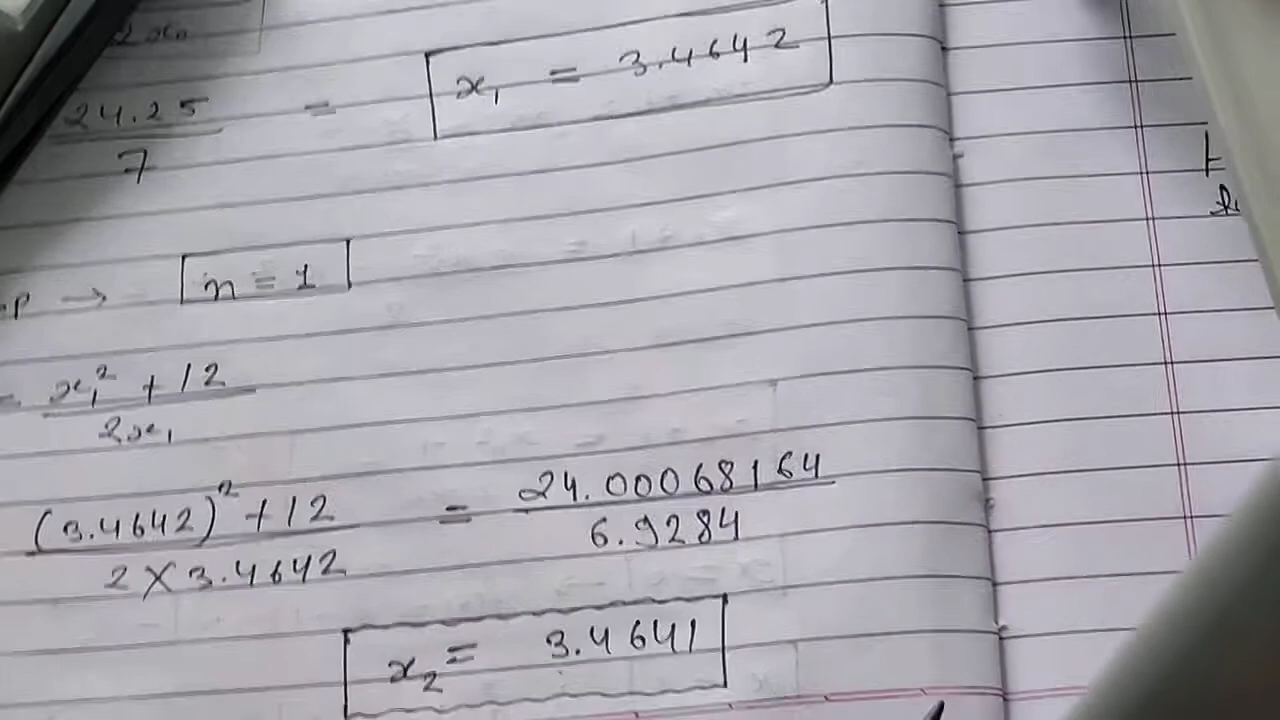 2x₀
24.25 / 7 = x₁ = 3.4642
→ n = 1
= x₁² + 12 / 2x₁
(3.4642)² + 12 / 2 × 3.4642 = 24.00068164 / 6.9284
x₂ = 3.4641